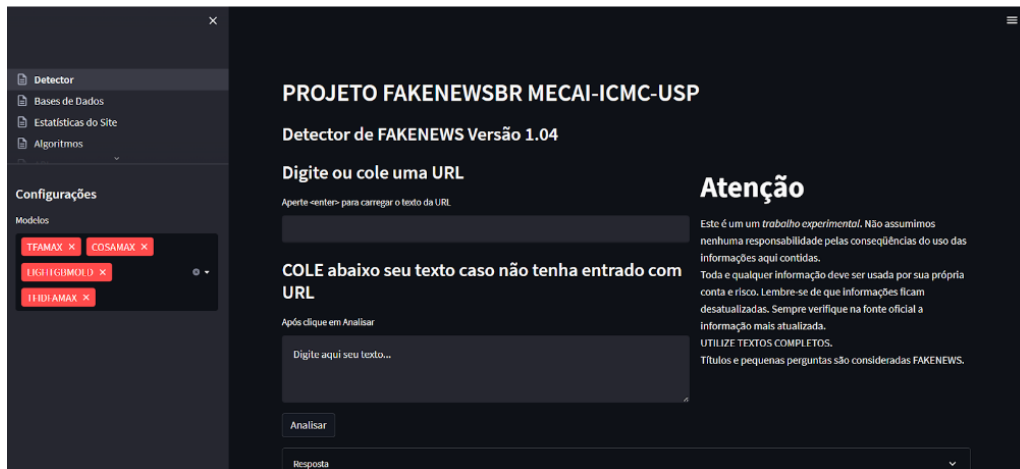 Detector
Bases de Dados
Estatísticas do Site
Algoritmos
Configurações
Modelos
TFAMAX ×
COSAMAX ×
LIGHTGBMOLD ×
TFIDFAMAX ×
PROJETO FAKENEWSBR MECAI-ICMC-USP
Detector de FAKENEWS Versão 1.04
Digite ou cole uma URL
Aperte <enter> para carregar o texto da URL
COLE abaixo seu texto caso não tenha entrado com
URL
Após clique em Analisar
Digite aqui seu texto...
Analisar
Resposta
Atenção
Este é um um trabalho experimental. Não assumimos
nenhuma responsabilidade pelas conseqüências do uso das
informações aqui contidas.
Toda e qualquer informação deve ser usada por sua própria
conta e risco. Lembre-se de que informações ficam
desatualizadas. Sempre verifique na fonte oficial a
informação mais atualizada.
UTILIZE TEXTOS COMPLETOS.
Títulos e pequenas perguntas são consideradas FAKENEWS.